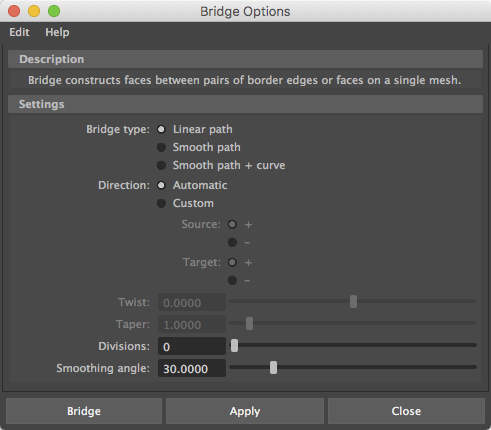 Bridge Options
Edit Help
Description
Bridge constructs faces between pairs of border edges or faces on a single mesh.
Settings
Bridge type: Linear path
Smooth path
Smooth path + curve
Direction: Automatic
Custom
Source: +
-
Target: +
-
Twist: 0.0000
Taper: 1.0000
Divisions: 0
Smoothing angle: 30.0000
Bridge Apply Close